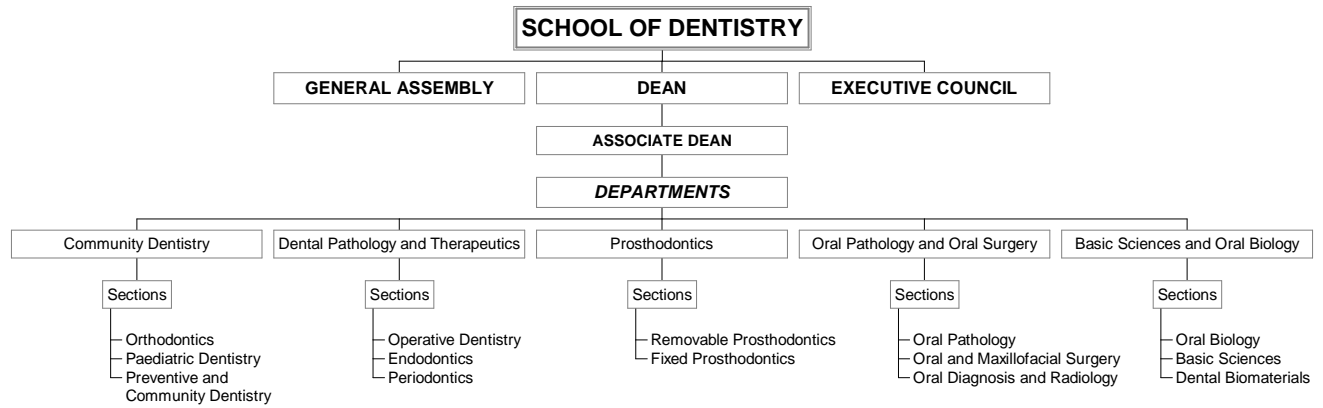 SCHOOL OF DENTISTRY
GENERAL ASSEMBLY
DEAN
EXECUTIVE COUNCIL
ASSOCIATE DEAN
DEPARTMENTS
Community Dentistry
Dental Pathology and Therapeutics
Prosthodontics
Oral Pathology and Oral Surgery
Basic Sciences and Oral Biology
Sections
Sections
Sections
Sections
Sections
Orthodontics
Paediatric Dentistry
Preventive and
Community Dentistry
Operative Dentistry
Endodontics
Periodontics
Removable Prosthodontics
Fixed Prosthodontics
Oral Pathology
Oral and Maxillofacial Surgery
Oral Diagnosis and Radiology
Oral Biology
Basic Sciences
Dental Biomaterials